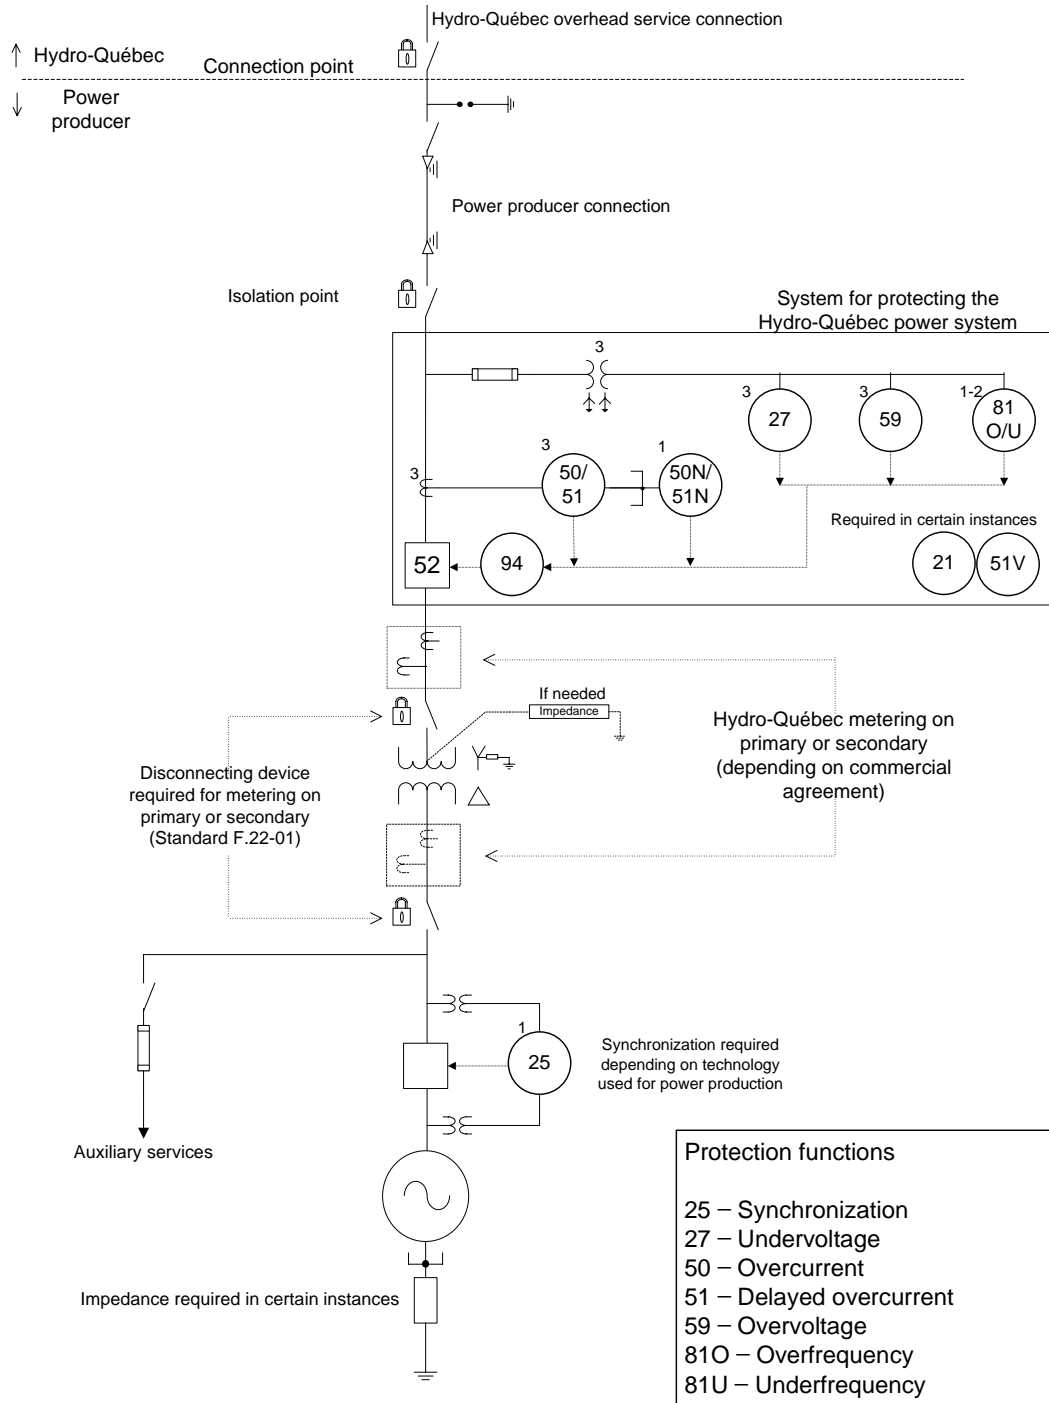 Hydro-Québec overhead service connection
Hydro-Québec
Connection point
Power
producer
Power producer connection
Isolation point
System for protecting the
Hydro-Québec power system
3
3
27
3
59
1-2
81
O/U
3
50/
51
1
50N/
51N
3
Required in certain instances
52
94
21
51V
If needed
Impedance
Hydro-Québec metering on
primary or secondary
(depending on commercial
agreement)
Disconnecting device
required for metering on
primary or secondary
(Standard F.22-01)
1
25
Synchronization required
depending on technology
used for power production
Auxiliary services
Impedance required in certain instances
Protection functions
25 – Synchronization
27 – Undervoltage
50 – Overcurrent
51 – Delayed overcurrent
59 – Overvoltage
81O – Overfrequency
81U – Underfrequency